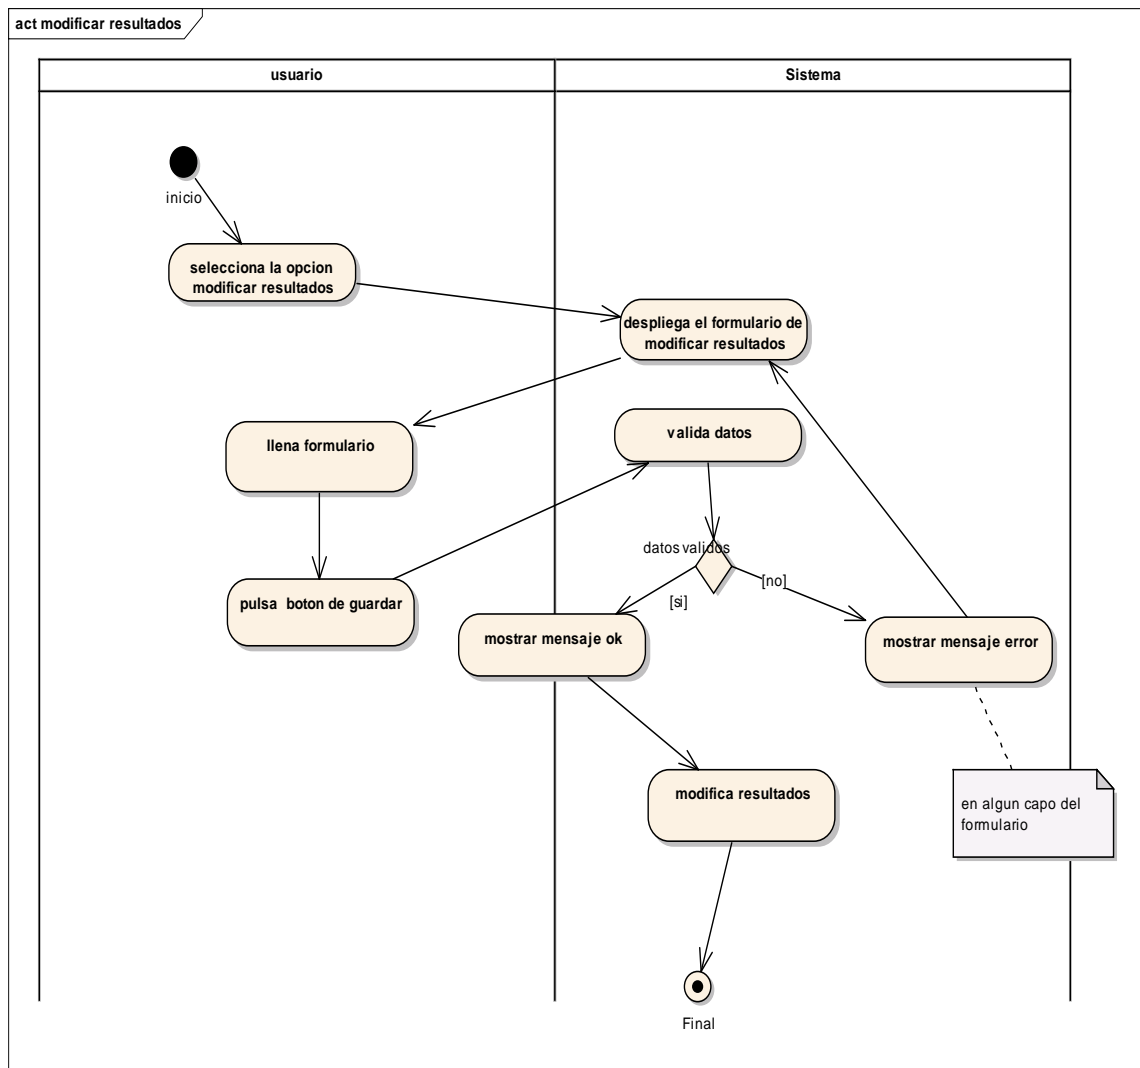 act modificar resultados
usuario
Sistema
inicio
selecciona la opcion
modificar resultados
despliega el formulario de
modificar resultados
llena formulario
valida datos
datos validos
[no]
[si]
pulsa boton de guardar
mostrar mensaje ok
mostrar mensaje error
modifica resultados
en algun capo del
formulario
Final